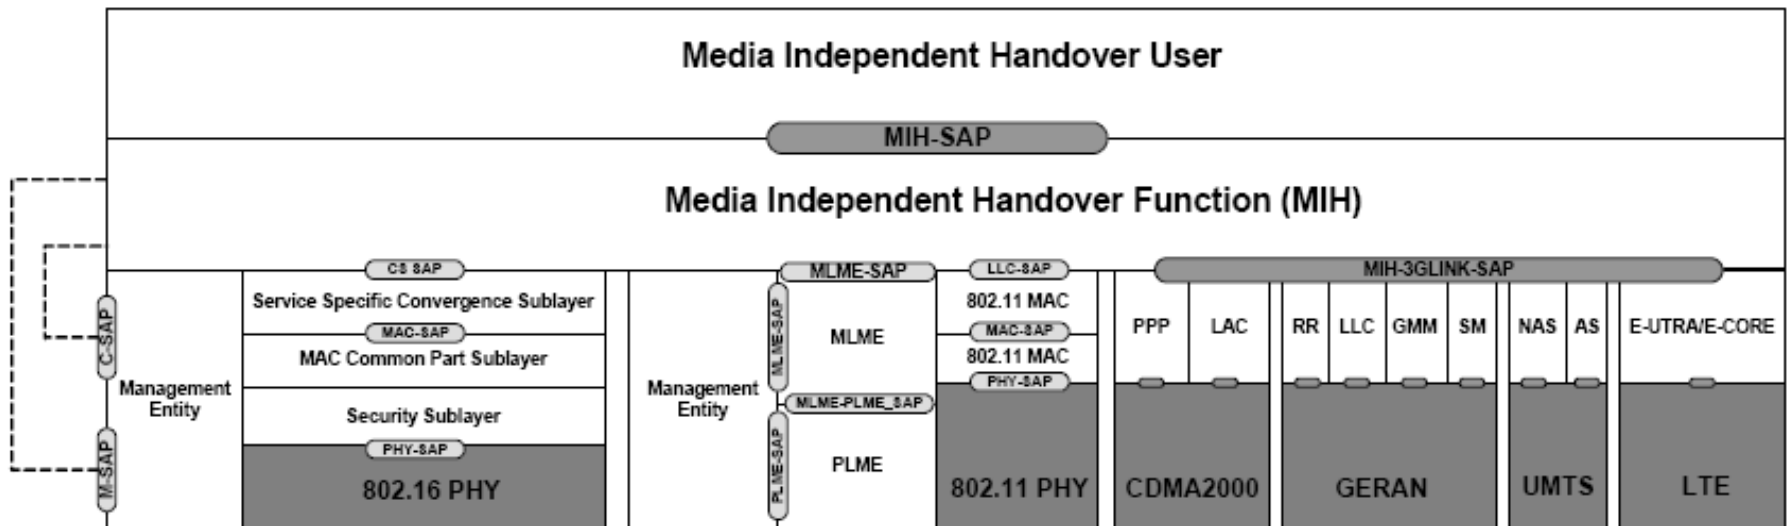 Media Independent Handover User
MIH-SAP
Media Independent Handover Function (MIH)
CS SAP
MLME-SAP
LLC-SAP
MIH-3GLINK-SAP
C-SAP
M-SAP
Management
Entity
Service Specific Convergence Sublayer
MAC-SAP
MAC Common Part Sublayer
Security Sublayer
PHY-SAP
802.16 PHY
Management
Entity
MLME-SAP
PLME-SAP
MLME
MLME-PLME_SAP
PLME
802.11 MAC
MAC-SAP
802.11 MAC
PHY-SAP
802.11 PHY
PPP
LAC
CDMA2000
RR
LLC
GMM
SM
GERAN
NAS
AS
UMTS
E-UTRA/E-CORE
LTE